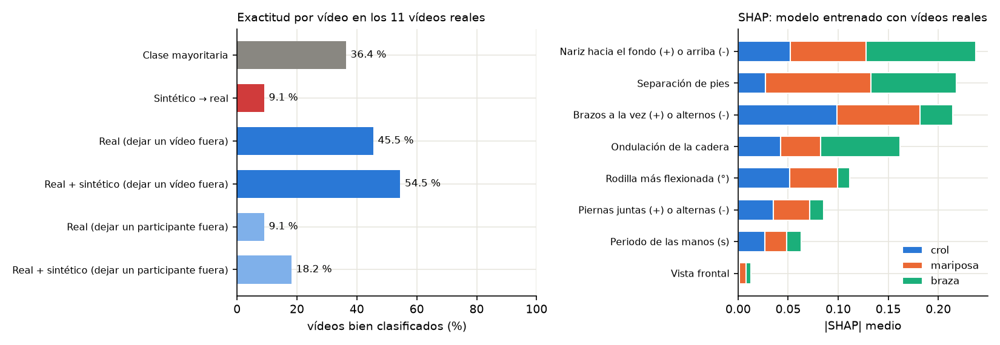 Exactitud por vídeo en los 11 vídeos reales
Clase mayoritaria
36.4 %
Sintético → real
9.1 %
Real (dejar un vídeo fuera)
45.5 %
Real + sintético (dejar un vídeo fuera)
54.5 %
Real (dejar un participante fuera)
9.1 %
Real + sintético (dejar un participante fuera)
18.2 %
0 20 40 60 80 100
vídeos bien clasificados (%)
SHAP: modelo entrenado con vídeos reales
Nariz hacia el fondo (+) o arriba (-)
Separación de pies
Brazos a la vez (+) o alternos (-)
Ondulación de la cadera
Rodilla más flexionada (°)
Piernas juntas (+) o alternas (-)
Periodo de las manos (s)
Vista frontal
crol
mariposa
braza
0.00 0.05 0.10 0.15 0.20
|SHAP| medio